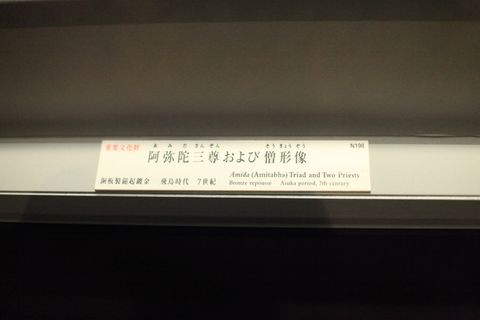 重要文化財
あみださんぞん そうぎょうぞう
阿弥陀三尊および僧形像
N198
Amida (Amitabha) Triad and Two Priests
銅板製鎚起鍍金 飛鳥時代 7世紀
Bronze repoussé Asuka period, 7th century